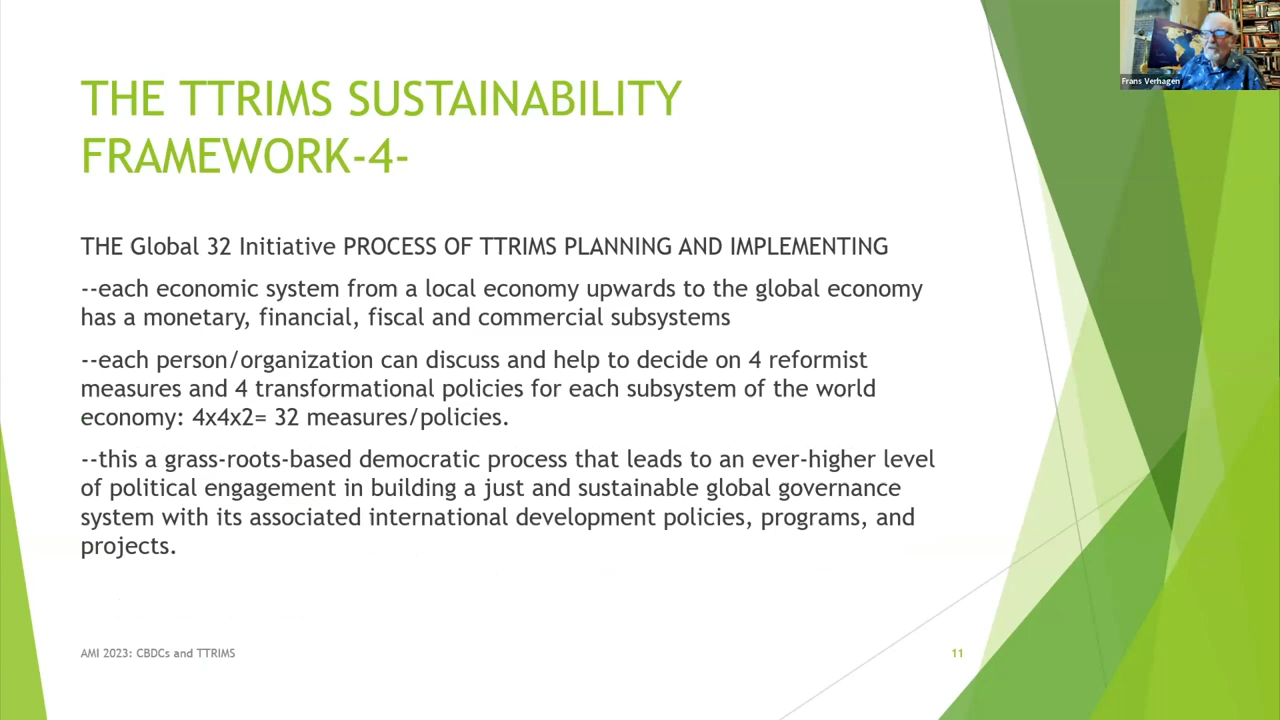 THE TTRIMS SUSTAINABILITY
FRAMEWORK-4-
THE Global 32 Initiative PROCESS OF TTRIMS PLANNING AND IMPLEMENTING
--each economic system from a local economy upwards to the global economy
has a monetary, financial, fiscal and commercial subsystems
--each person/organization can discuss and help to decide on 4 reformist
measures and 4 transformational policies for each subsystem of the world
economy: 4x4x2= 32 measures/policies.
--this a grass-roots-based democratic process that leads to an ever-higher level
of political engagement in building a just and sustainable global governance
system with its associated international development policies, programs, and
projects.
AMI 2023: CBDCs and TTRIMS
11
Frans Verhagen